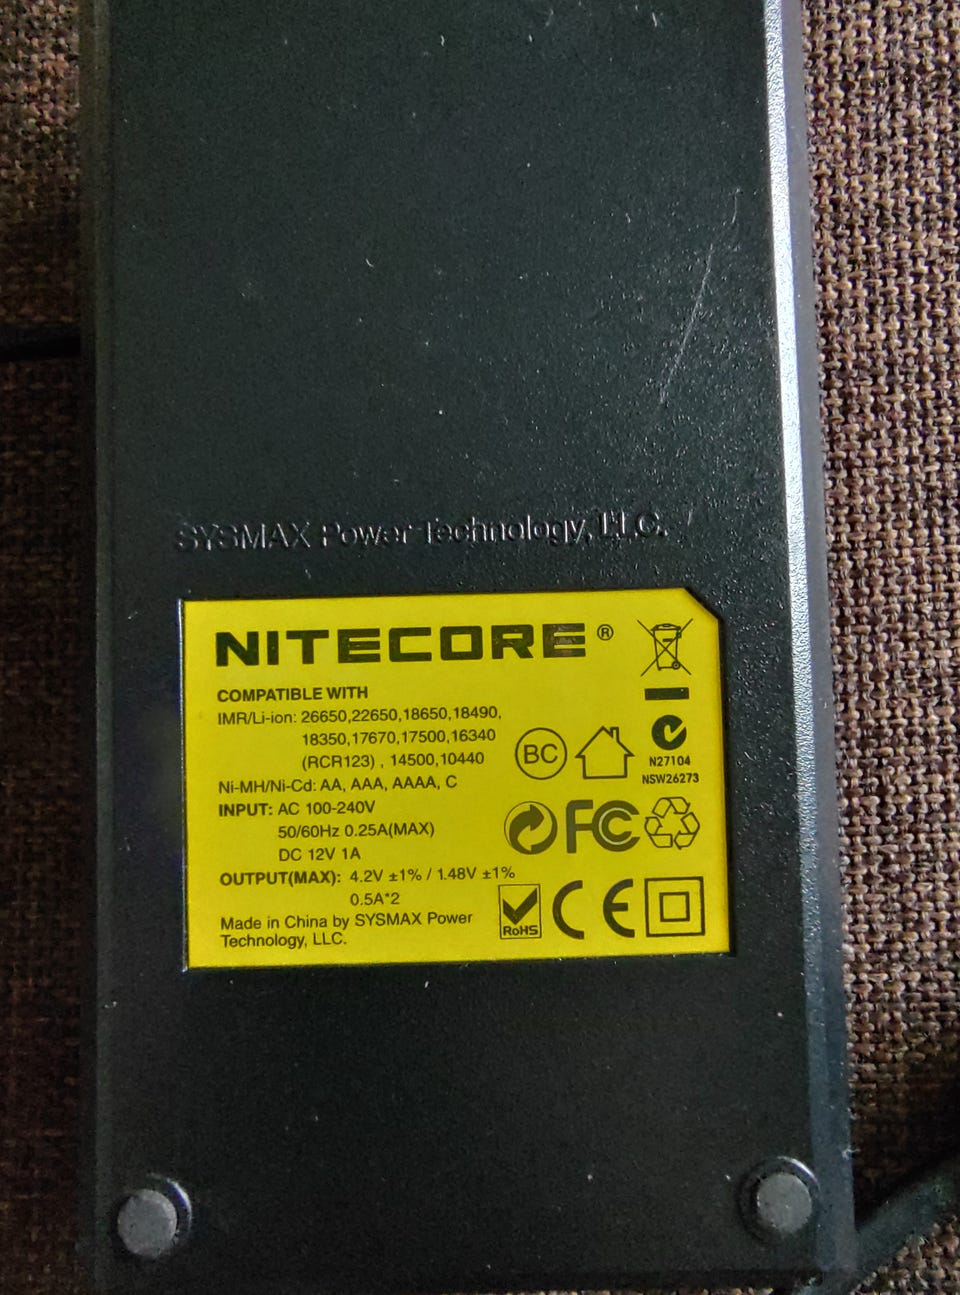 SYSMAX Power Technology, LLC.
NITECORE®
COMPATIBLE WITH
IMR/Li-ion: 26650,22650,18650,18490,
18350,17670,17500,16340
(RCR123) , 14500,10440
Ni-MH/Ni-Cd: AA, AAA, AAAA, C
INPUT: AC 100-240V
50/60Hz 0.25A(MAX)
DC 12V 1A
OUTPUT(MAX): 4.2V ±1% / 1.48V ±1%
0.5A*2
Made in China by SYSMAX Power
Technology, LLC.
BC
N27104
NSW26273
FC
RoHS
CE